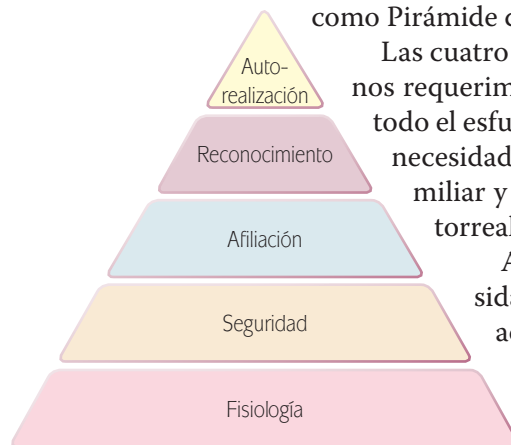 Auto-
realización
Reconocimiento
Afiliación
Seguridad
Fisiología
como Pirámide
Las cuatro
nos requerim
todo el esfu
necesidad
miliar y
torreal
A
sida